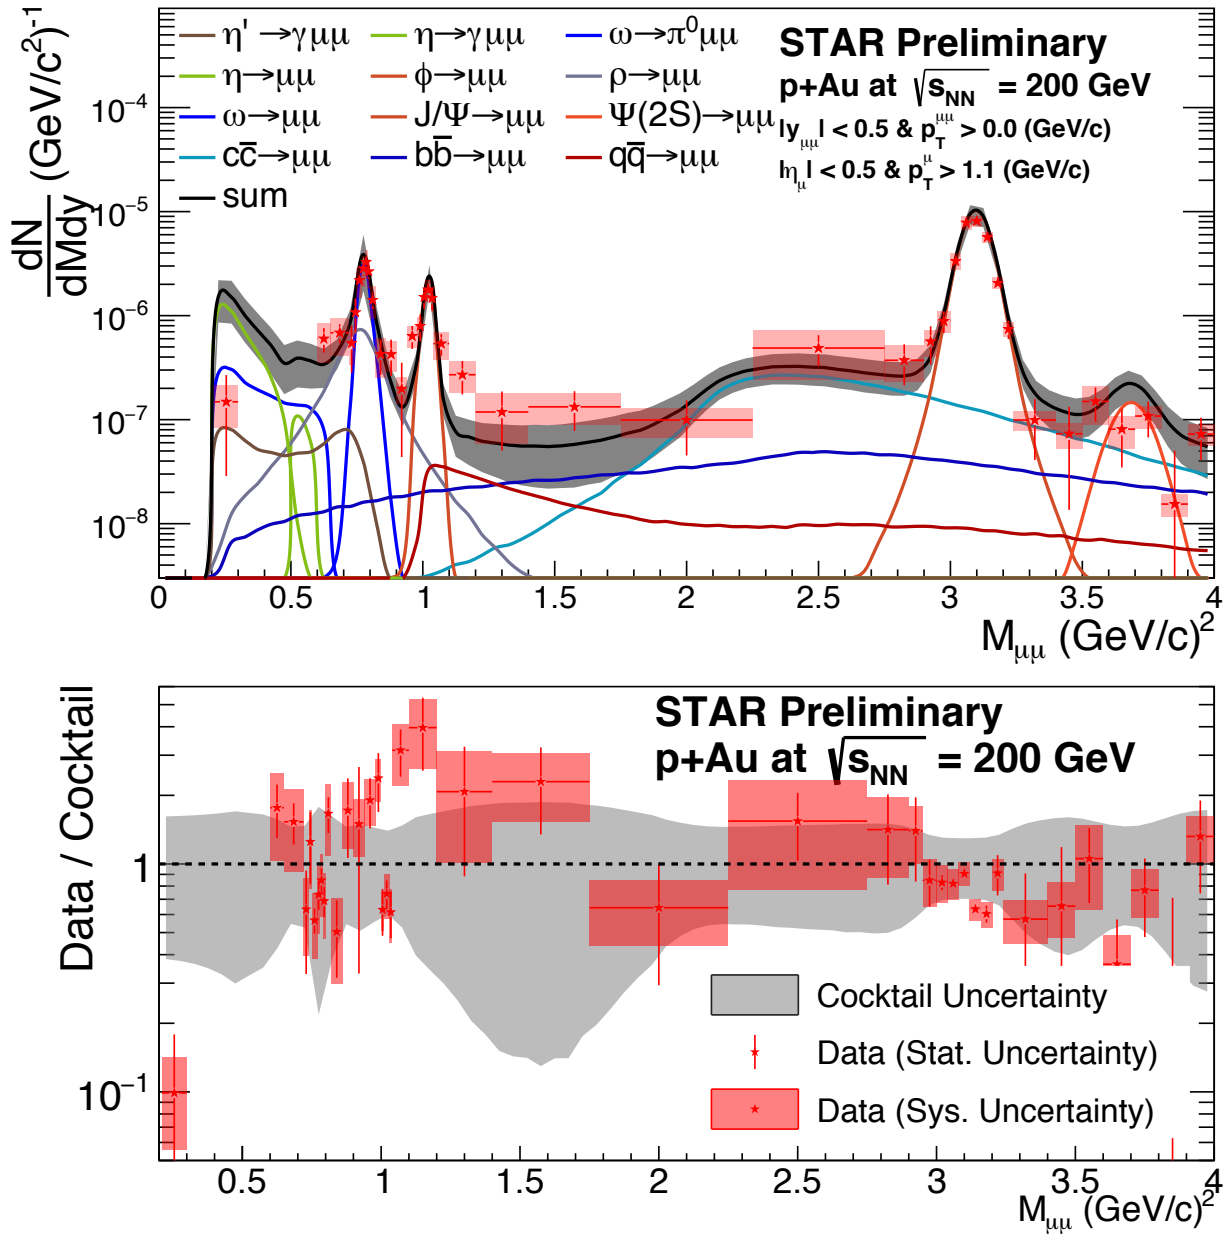 dN/dMdy (GeV/c²)⁻¹
η' →γμμ η→γμμ ω→π⁰μμ
η→μμ ϕ→μμ ρ→μμ
ω→μμ J/Ψ→μμ Ψ(2S)→μμ
cc̄→μμ bb̄→μμ qq̄→μμ
sum
STAR Preliminary
p+Au at √s_NN = 200 GeV
|y_μμ| < 0.5 & p_T^μμ > 0.0 (GeV/c)
|η_μ| < 0.5 & p_T^μ > 1.1 (GeV/c)
10⁻⁴
10⁻⁵
10⁻⁶
10⁻⁷
10⁻⁸
0 0.5 1 1.5 2 2.5 3 3.5 4
M_μμ (GeV/c)²
Data / Cocktail
STAR Preliminary
p+Au at √s_NN = 200 GeV
1
10⁻¹
Cocktail Uncertainty
Data (Stat. Uncertainty)
Data (Sys. Uncertainty)
0.5 1 1.5 2 2.5 3 3.5 4
M_μμ (GeV/c)²